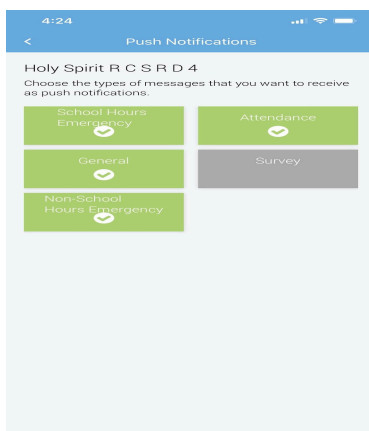 4:24
< Push Notifications
Holy Spirit R C S R D 4
Choose the types of messages that you want to receive
as push notifications.
School Hours
Emergency
Attendance
General
Survey
Non-School
Hours Emergency